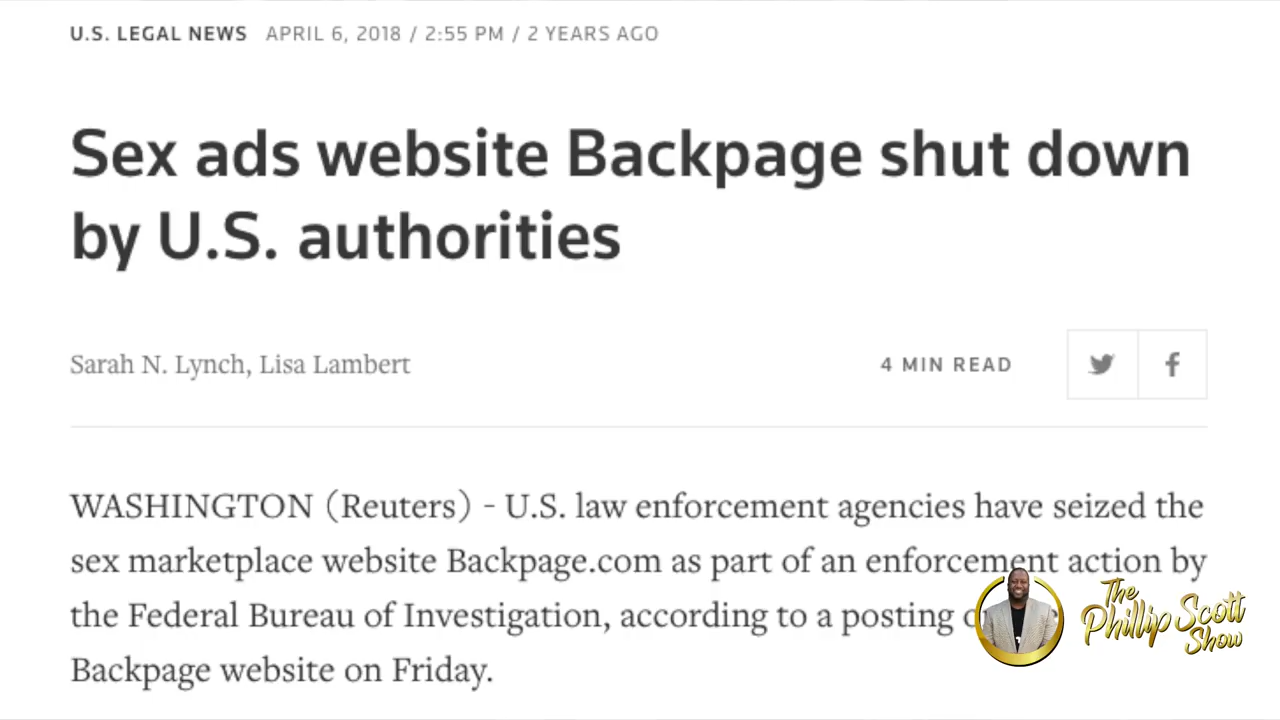 U.S. LEGAL NEWS APRIL 6, 2018 / 2:55 PM / 2 YEARS AGO
Sex ads website Backpage shut down
by U.S. authorities
Sarah N. Lynch, Lisa Lambert
4 MIN READ
WASHINGTON (Reuters) - U.S. law enforcement agencies have seized the
sex marketplace website Backpage.com as part of an enforcement action by
the Federal Bureau of Investigation, according to a posting
Backpage website on Friday.
The
Phillip Scott
Show